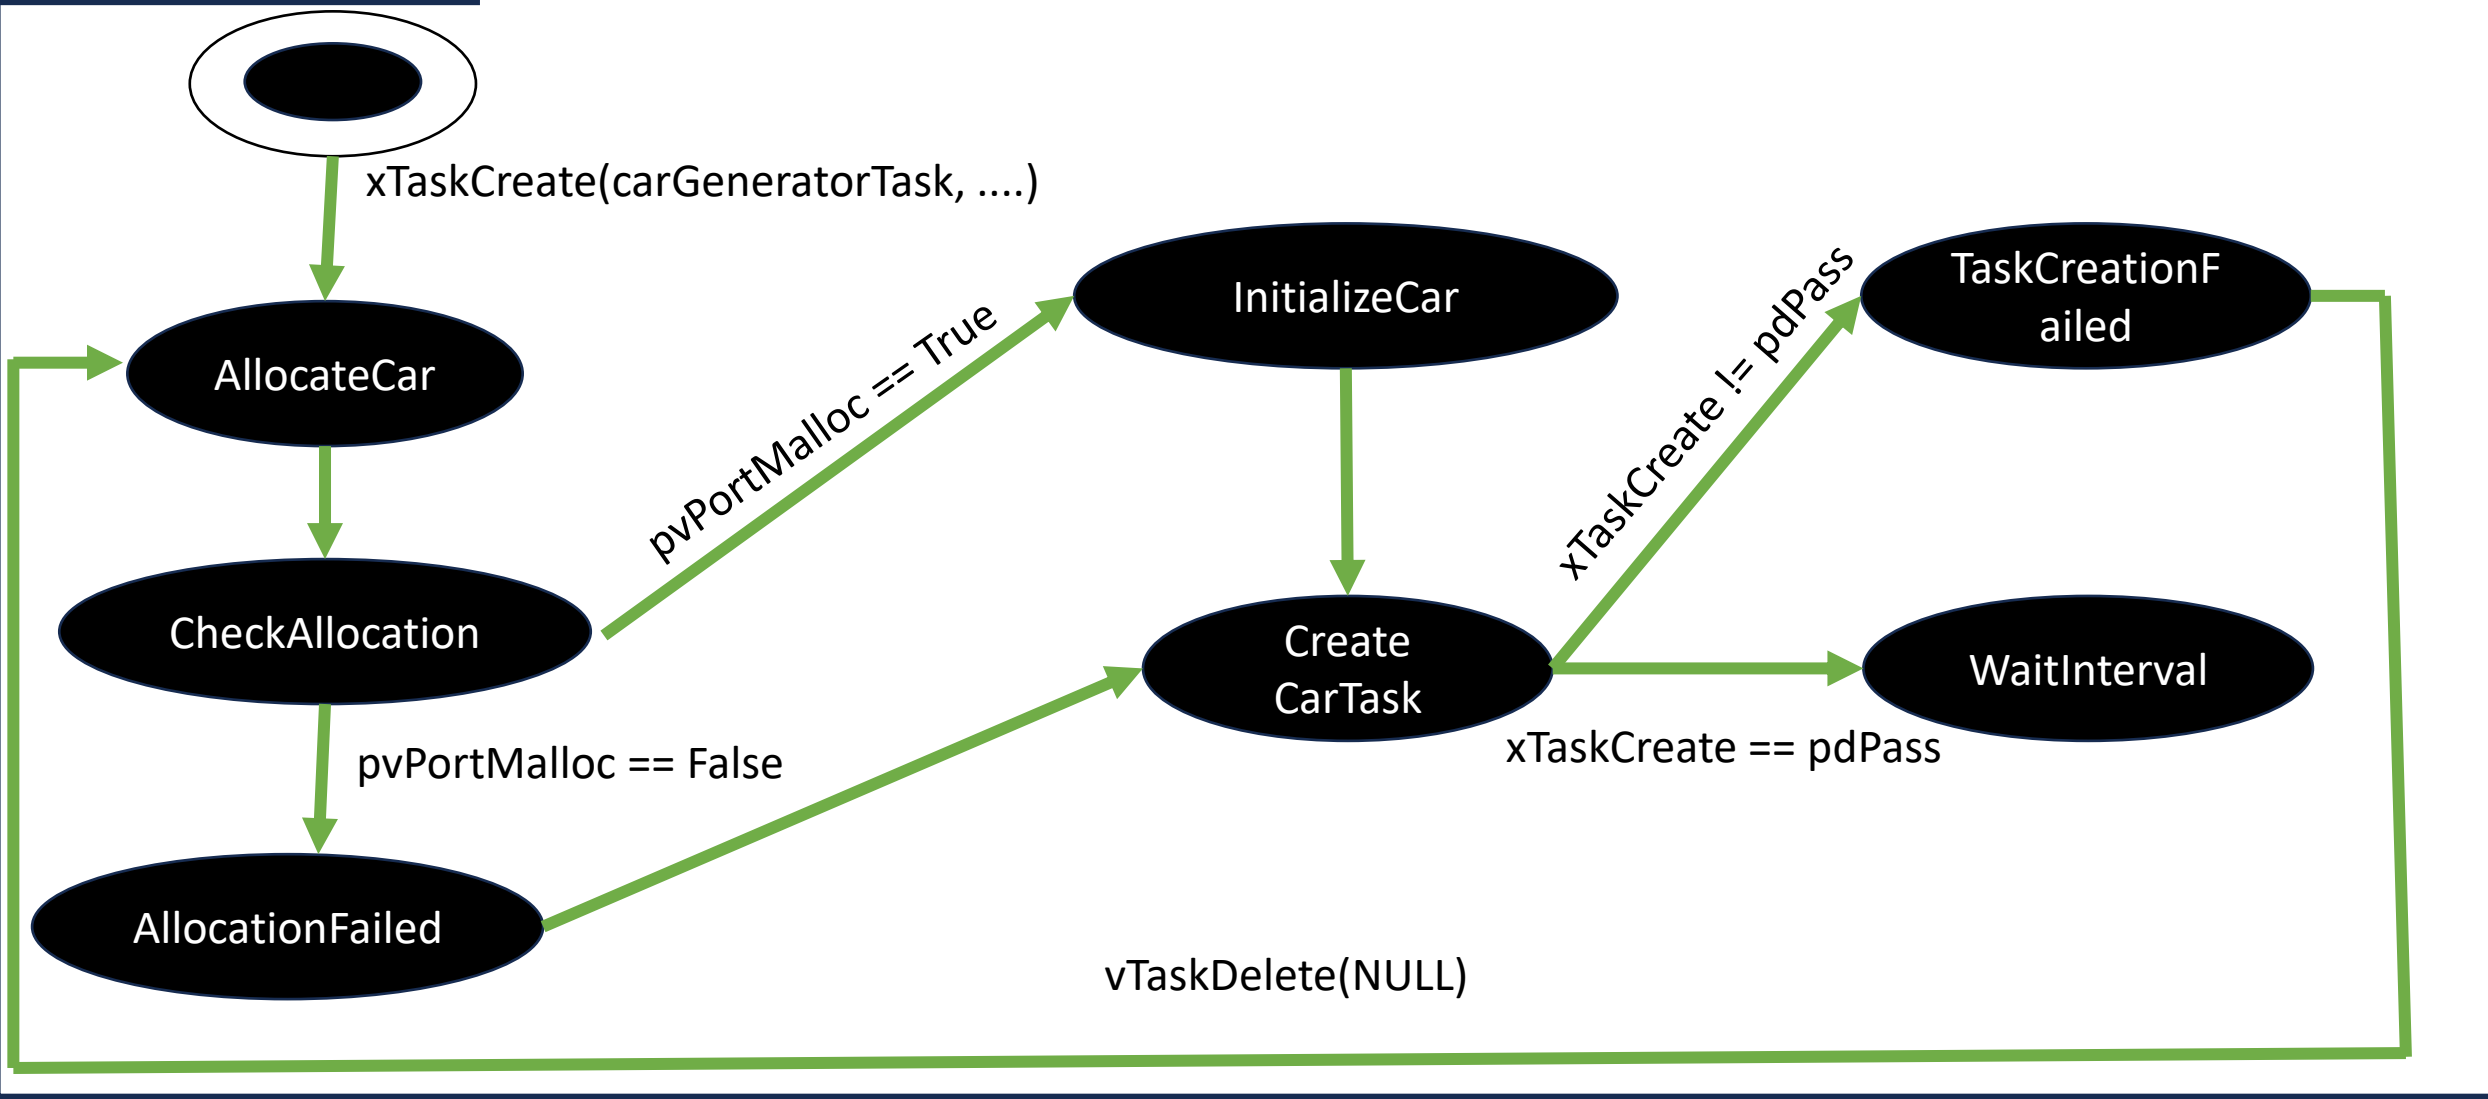 xTaskCreate(carGeneratorTask, ....)
AllocateCar
CheckAllocation
pvPortMalloc == True
pvPortMalloc == False
AllocationFailed
InitializeCar
Create
CarTask
xTaskCreate != pdPass
xTaskCreate == pdPass
TaskCreationF
ailed
WaitInterval
vTaskDelete(NULL)